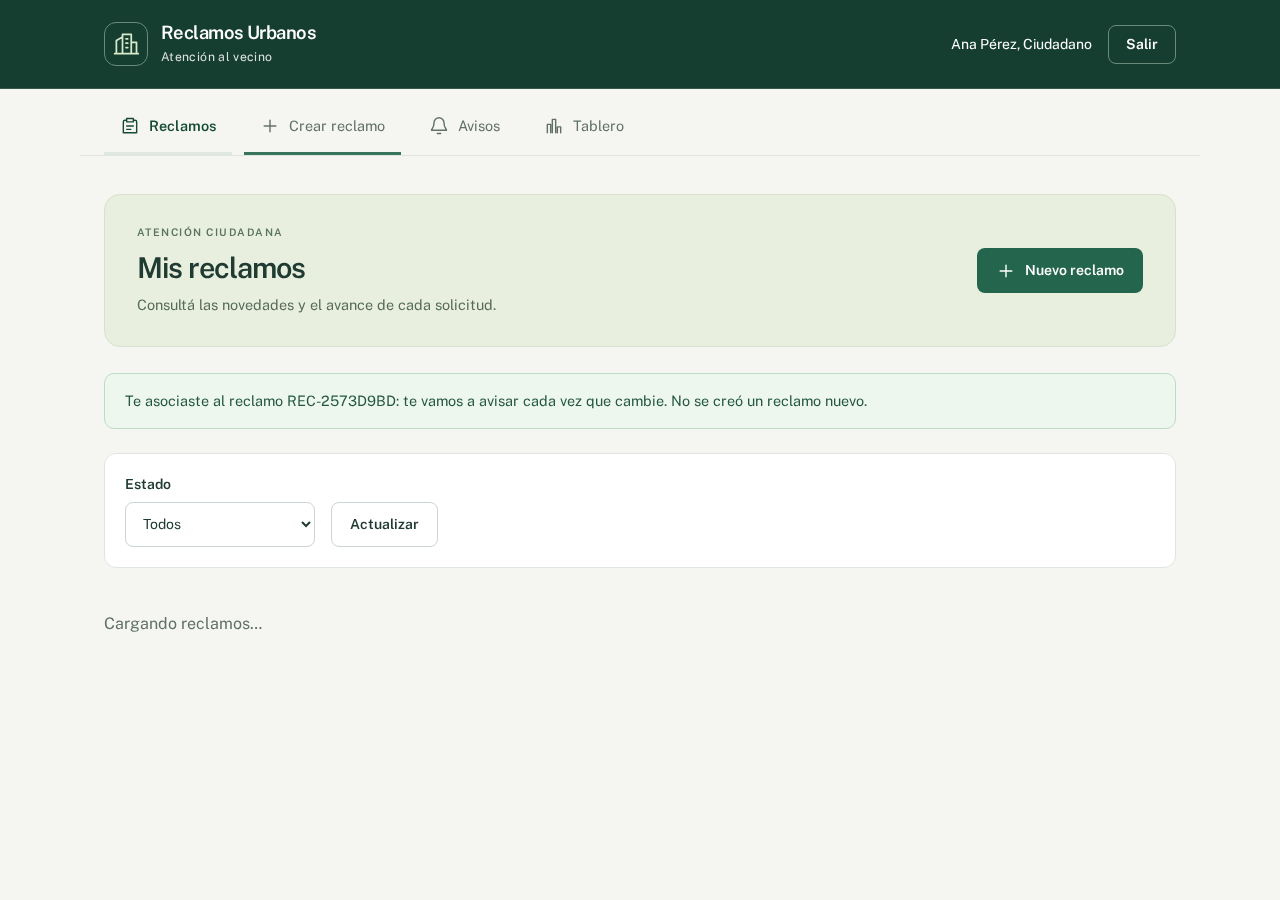 Reclamos Urbanos
Atención al vecino
Ana Pérez, Ciudadano
Salir
Reclamos
Crear reclamo
Avisos
Tablero
ATENCIÓN CIUDADANA
Mis reclamos
Consultá las novedades y el avance de cada solicitud.
Nuevo reclamo
Te asociaste al reclamo REC-2573D9BD: te vamos a avisar cada vez que cambie. No se creó un reclamo nuevo.
Estado
Todos
Actualizar
Cargando reclamos…